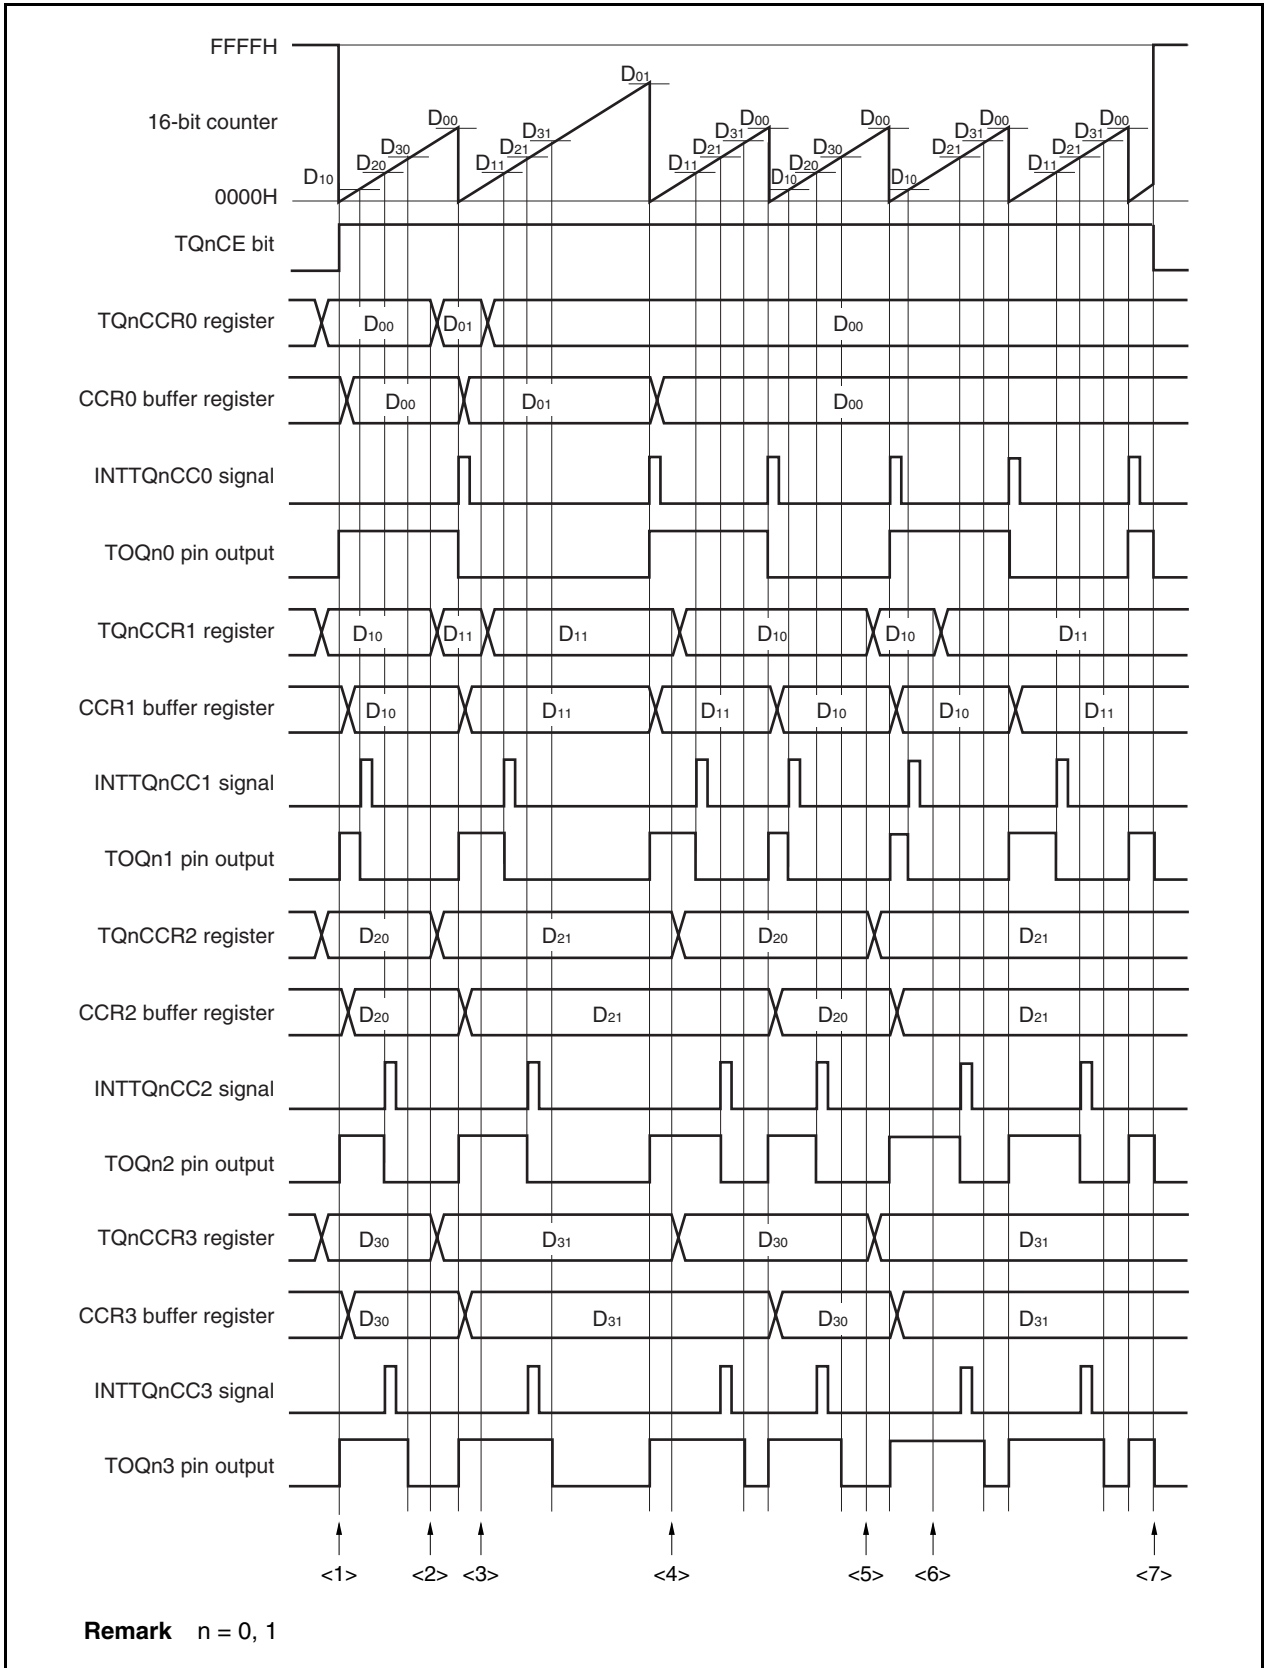 FFFFH
D01
16-bit counter
D00 D00 D00 D00 D00
D31 D31 D31 D31
D30 D21 D21 D30 D21 D21
D20 D11 D11 D20 D11
D10 D10 D10
0000H
TQnCE bit
TQnCCR0 register D00 D01 D00
CCR0 buffer register D00 D01 D00
INTTQnCC0 signal
TOQn0 pin output
TQnCCR1 register D10 D11 D11 D10 D10 D11
CCR1 buffer register D10 D11 D11 D10 D10 D11
INTTQnCC1 signal
TOQn1 pin output
TQnCCR2 register D20 D21 D20 D21
CCR2 buffer register D20 D21 D20 D21
INTTQnCC2 signal
TOQn2 pin output
TQnCCR3 register D30 D31 D30 D31
CCR3 buffer register D30 D31 D30 D31
INTTQnCC3 signal
TOQn3 pin output
<1> <2> <3> <4> <5> <6> <7>
Remark n = 0, 1